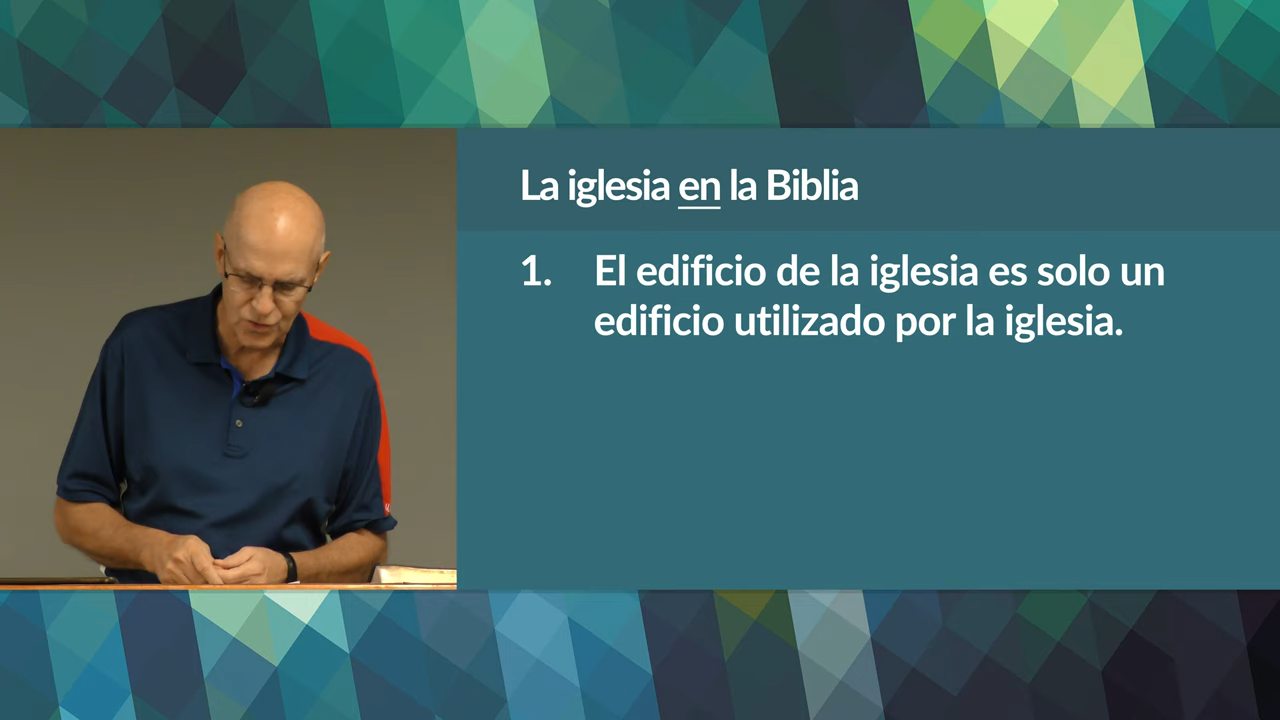 La iglesia en la Biblia
1. El edificio de la iglesia es solo un
edificio utilizado por la iglesia.